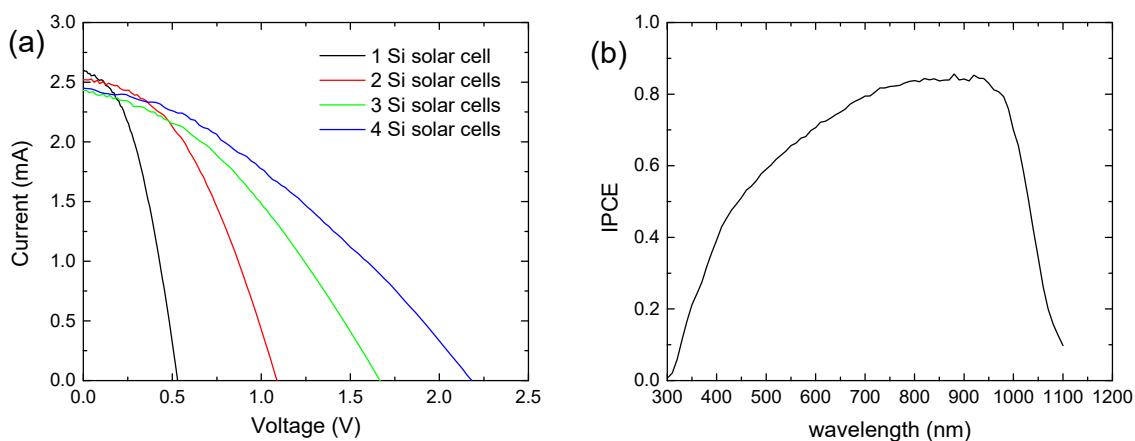 (a)
3.0
2.5
2.0
1.5
1.0
0.5
0.0
Current (mA)
0.0 0.5 1.0 1.5 2.0 2.5
Voltage (V)
1 Si solar cell
2 Si solar cells
3 Si solar cells
4 Si solar cells
(b)
1.0
0.8
0.6
0.4
0.2
0.0
IPCE
300 400 500 600 700 800 900 1000 1100 1200
wavelength (nm)